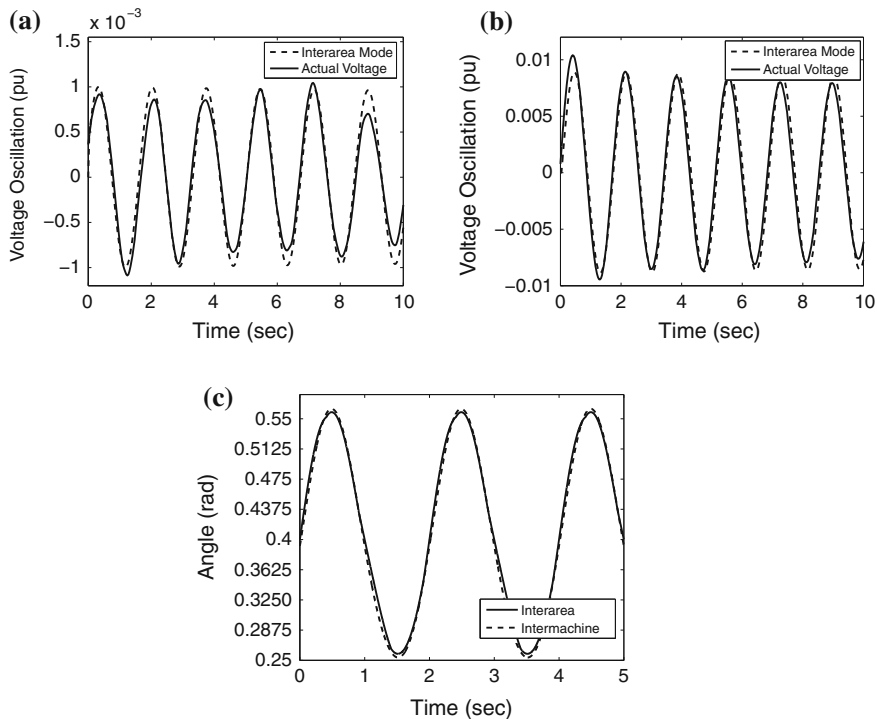 (a)
x 10⁻³
1.5
1
0.5
0
−0.5
−1
Voltage Oscillation (pu)
Interarea Mode
Actual Voltage
0 2 4 6 8 10
Time (sec)
(b)
0.01
0.005
0
−0.005
−0.01
Voltage Oscillation (pu)
Interarea Mode
Actual Voltage
0 2 4 6 8 10
Time (sec)
(c)
0.55
0.5125
0.475
0.4375
0.4
0.3625
0.3250
0.2875
0.25
Angle (rad)
Interarea
Intermachine
0 1 2 3 4 5
Time (sec)